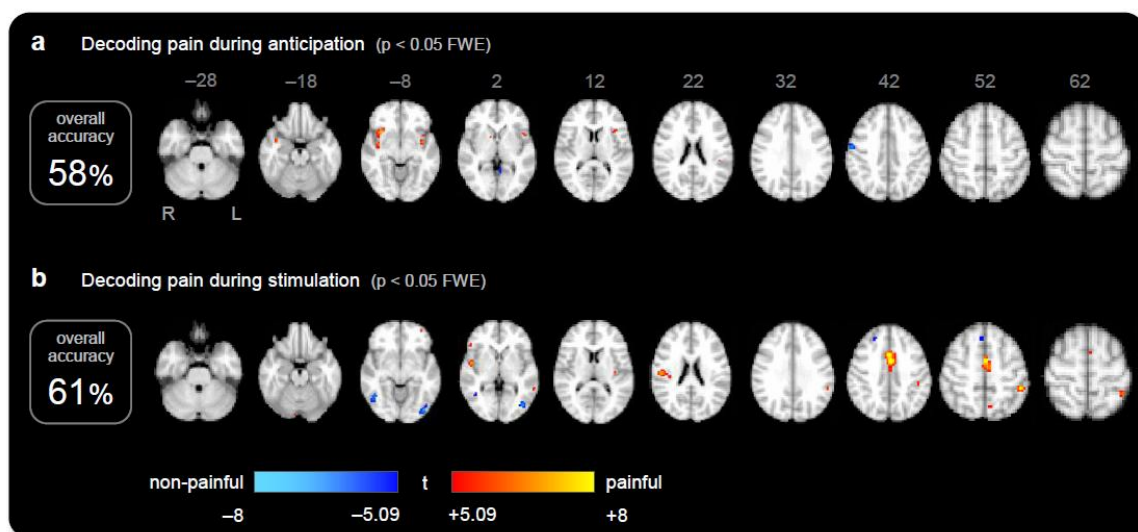 a Decoding pain during anticipation (p < 0.05 FWE)
–28 –18 –8 2 12 22 32 42 52 62
overall
accuracy
58%
R L
b Decoding pain during stimulation (p < 0.05 FWE)
overall
accuracy
61%
non-painful t painful
–8 –5.09 +5.09 +8